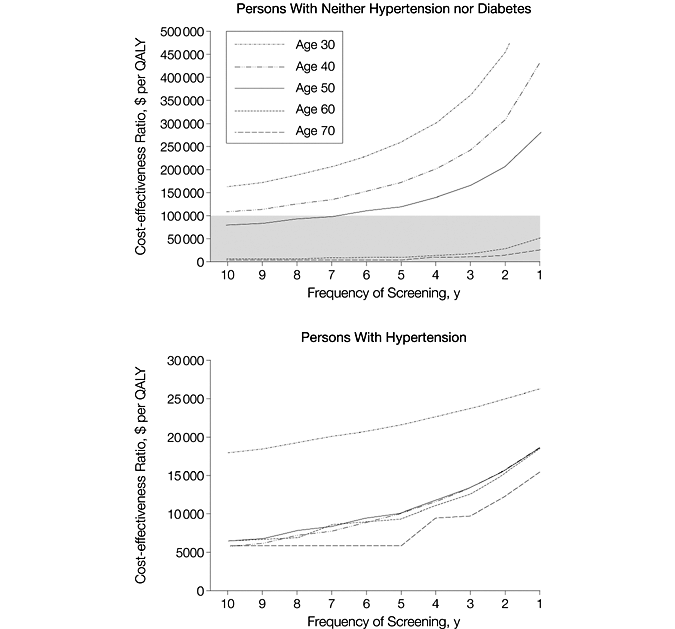 Persons With Neither Hypertension nor Diabetes
Cost-effectiveness Ratio, $ per QALY
500 000
450 000
400 000
350 000
300 000
250 000
200 000
150 000
100 000
50 000
0
Age 30
Age 40
Age 50
Age 60
Age 70
10 9 8 7 6 5 4 3 2 1
Frequency of Screening, y
Persons With Hypertension
Cost-effectiveness Ratio, $ per QALY
30 000
25 000
20 000
15 000
10 000
5000
0
10 9 8 7 6 5 4 3 2 1
Frequency of Screening, y